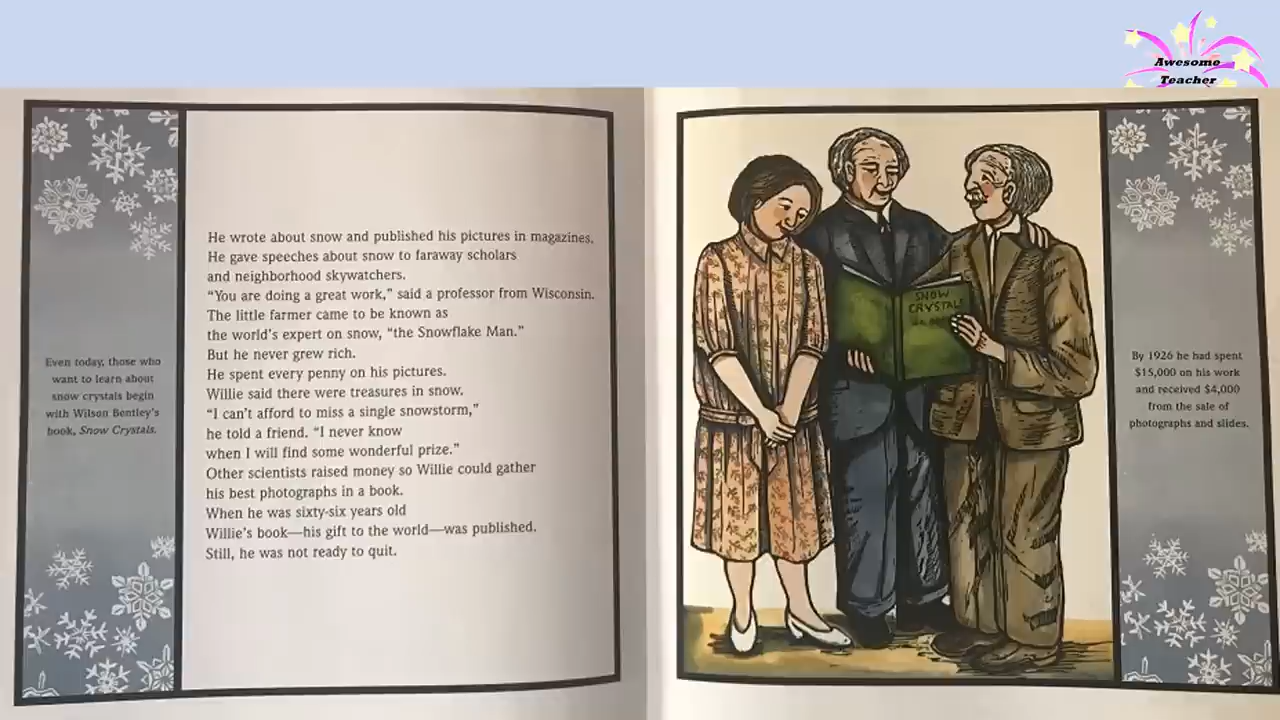 Awesome
Teacher
Even today, those who
want to learn about
snow crystals begin
with Wilson Bentley's
book, Snow Crystals.
He wrote about snow and published his pictures in magazines.
He gave speeches about snow to faraway scholars
and neighborhood skywatchers.
“You are doing a great work,” said a professor from Wisconsin.
The little farmer came to be known as
the world's expert on snow, “the Snowflake Man.”
But he never grew rich.
He spent every penny on his pictures.
Willie said there were treasures in snow.
“I can't afford to miss a single snowstorm,”
he told a friend. “I never know
when I will find some wonderful prize.”
Other scientists raised money so Willie could gather
his best photographs in a book.
When he was sixty-six years old
Willie's book—his gift to the world—was published.
Still, he was not ready to quit.
SNOW
CRYSTALS
By 1926 he had spent
$15,000 on his work
and received $4,000
from the sale of
photographs and slides.